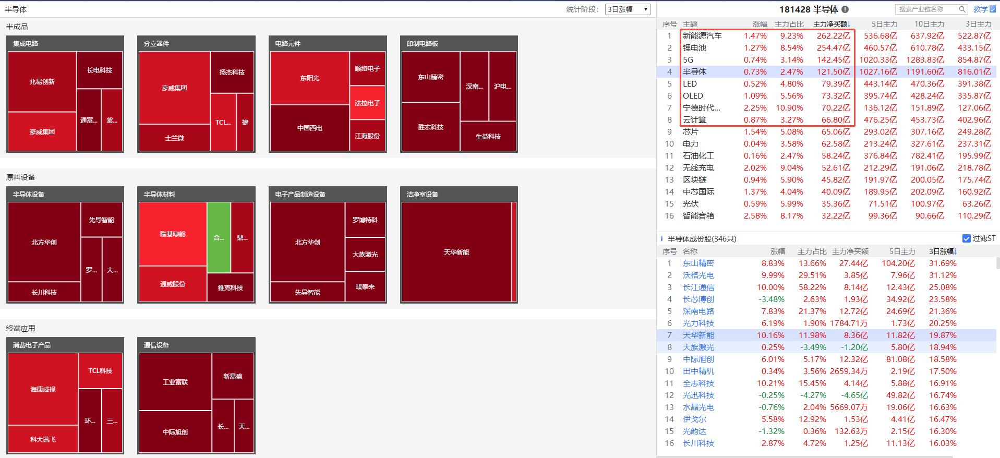 半导体
统计阶段： 3日涨幅
半成品
集成电路
兆易创新
长电科技
豪威集团
通富...
紫...
分立器件
豪威集团
扬杰科技
TCL...
捷
士兰微
电路元件
东阳光
顺络电子
法拉电子
中国西电
江海股份
印制电路板
东山精密
深南...
沪电...
胜宏科技
生益科技
原料设备
半导体设备
北方华创
先导智能
罗...
大...
长川科技
半导体材料
隆基绿能
合...
鼎...
通威股份
雅克科技
电子产品制造设备
北方华创
罗博特科
大族激光
先导智能
璞泰来
洁净室设备
天华新能
终端应用
消费电子产品
海康威视
TCL科技
环...
三...
科大讯飞
通信设备
工业富联
新易盛
中际旭创
长...
天...
181428 半导体
搜索产业链名称 教学
序号 主题 涨幅 主力占比 主力净买额↓ 5日主力 10日主力 3日主力
1 新能源汽车 1.47% 9.23% 262.22亿 536.68亿 637.92亿 522.87亿
2 锂电池 1.27% 8.54% 254.47亿 460.57亿 610.78亿 433.15亿
3 5G 0.74% 3.14% 142.45亿 1020.33亿 1283.83亿 854.87亿
4 半导体 0.73% 2.47% 121.50亿 1027.16亿 1191.60亿 816.01亿
5 LED 0.52% 4.80% 79.39亿 443.14亿 470.36亿 391.38亿
6 OLED 1.09% 5.56% 73.32亿 395.74亿 428.24亿 335.87亿
7 宁德时代... 2.25% 10.90% 70.22亿 136.12亿 151.89亿 127.06亿
8 云计算 0.87% 3.27% 66.80亿 476.25亿 453.73亿 402.96亿
9 芯片 1.54% 5.08% 65.06亿 293.02亿 307.16亿 249.28亿
10 电力 0.04% 3.58% 62.58亿 213.24亿 327.61亿 237.31亿
11 石油化工 0.16% 2.47% 58.24亿 376.84亿 782.41亿 195.99亿
12 无线充电 2.02% 9.04% 52.61亿 212.29亿 191.06亿 218.78亿
13 区块链 0.94% 5.90% 45.82亿 191.97亿 200.05亿 175.74亿
14 中芯国际 1.37% 4.04% 40.09亿 189.95亿 202.09亿 160.92亿
15 光伏 0.59% 5.99% 35.36亿 71.51亿 100.97亿 63.26亿
16 智能音箱 2.58% 8.17% 32.22亿 99.36亿 90.66亿 110.29亿
半导体成份股(346只) 过滤ST
序号 名称 涨幅 主力占比 主力净买额 5日主力 3日涨幅↓
1 东山精密 8.83% 13.66% 27.44亿 104.20亿 31.69%
2 沃格光电 9.99% 29.51% 3.85亿 7.96亿 31.12%
3 长江通信 10.00% 58.22% 8.14亿 12.43亿 25.08%
4 长芯博创 -3.48% 2.63% 1.93亿 34.92亿 23.58%
5 深南电路 7.83% 21.37% 12.72亿 24.69亿 21.36%
6 光力科技 6.19% 1.90% 1784.71万 1.73亿 20.25%
7 天华新能 10.16% 11.98% 8.36亿 11.82亿 19.87%
8 大族激光 0.25% -3.49% -1.20亿 5.80亿 18.94%
9 中际旭创 6.01% 5.17% 12.32亿 81.08亿 18.58%
10 田中精机 0.34% 3.56% 2659.34万 2.19亿 17.50%
11 全志科技 10.21% 15.45% 4.14亿 5.88亿 16.91%
12 光迅科技 -0.25% -4.27% -4.65亿 49.82亿 16.74%
13 水晶光电 -0.76% 2.04% 5669.07万 19.06亿 16.63%
14 伊戈尔 5.58% 12.92% 1.53亿 4.41亿 16.47%
15 光韵达 -1.32% 0.36% 132.63万 2.15亿 16.30%
16 长川科技 2.87% 4.72% 1.25亿 11.13亿 16.03%